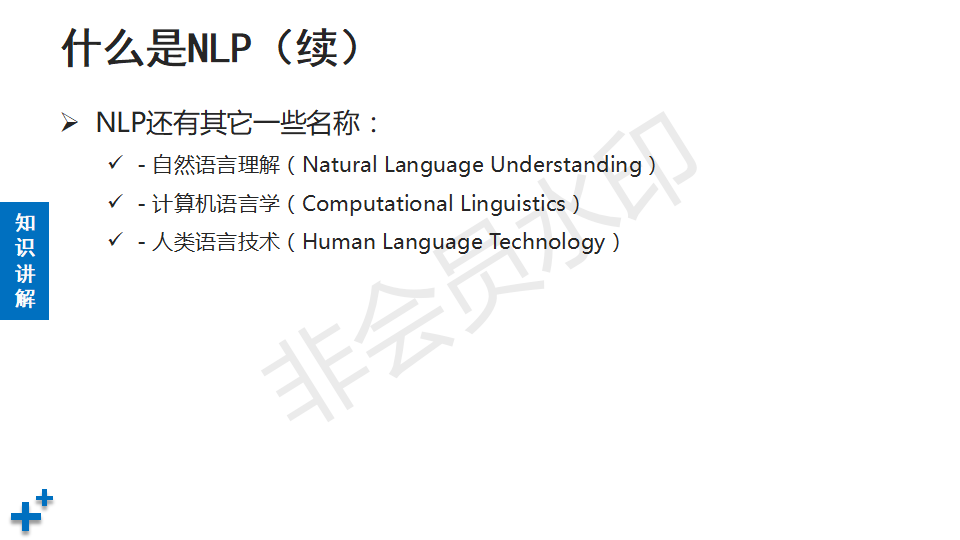 什么是NLP（续）
➢ NLP还有其它一些名称：
✓ - 自然语言理解（Natural Language Understanding）
✓ - 计算机语言学（Computational Linguistics）
✓ - 人类语言技术（Human Language Technology）
知识讲解
非会员水印